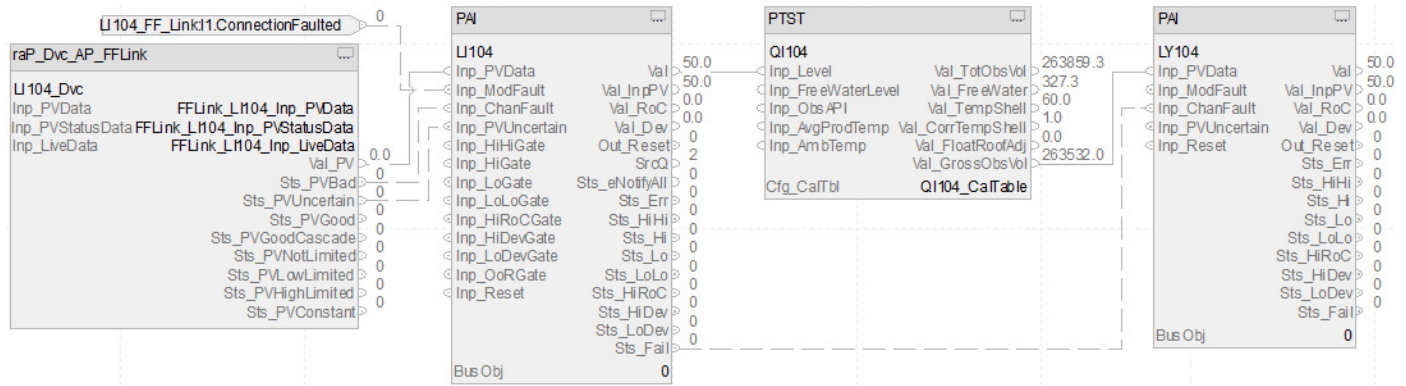 LI104_FF_Link:I1.ConnectionFaulted 0
raP_Dvc_AP_FFLink
LI104_Dvc
Inp_PVData FFLink_LI104_Inp_PVData
Inp_PVStatusData FFLink_LI104_Inp_PVStatusData
Inp_LiveData FFLink_LI104_Inp_LiveData
Val_PV 0.0
Sts_PVBad 0
Sts_PVUncertain 0
Sts_PVGood 0
Sts_PVGoodCascade 0
Sts_PVNotLimited 0
Sts_PVLowLimited 0
Sts_PVHighLimited 0
Sts_PVConstant 0
PAI
LI104
Inp_PVData Val 50.0
Inp_ModFault Val_InpPV 50.0
Inp_ChanFault Val_RoC 0.0
Inp_PVUncertain Val_Dev 0.0
Inp_HiHiGate Out_Reset 0
Inp_HiGate SrcQ 2
Inp_LoGate Sts_eNotifyAll 0
Inp_LoLoGate Sts_Err 0
Inp_HiRoCGate Sts_HiHi 0
Inp_HiDevGate Sts_Hi 0
Inp_LoDevGate Sts_Lo 0
Inp_OoRGate Sts_LoLo 0
Inp_Reset Sts_HiRoC 0
Sts_HiDev 0
Sts_LoDev 0
Sts_Fail 0
BusObj 0
PTST
QI104
Inp_Level Val_TotObsVol 263859.3
Inp_FreeWaterLevel Val_FreeWater 327.3
Inp_ObsAPI Val_TempShell 60.0
Inp_AvgProdTemp Val_CorrTempShell 1.0
Inp_AmbTemp Val_FloatRoofAdj 0.0
Val_GrossObsVol 263532.0
Cfg_CalTbl QI104_CalTable
PAI
LY104
Inp_PVData Val 50.0
Inp_ModFault Val_InpPV 50.0
Inp_ChanFault Val_RoC 0.0
Inp_PVUncertain Val_Dev 0.0
Inp_Reset Out_Reset 0
Sts_Err 0
Sts_HiHi 0
Sts_Hi 0
Sts_Lo 0
Sts_LoLo 0
Sts_HiRoC 0
Sts_HiDev 0
Sts_LoDev 0
Sts_Fail 0
BusObj 0